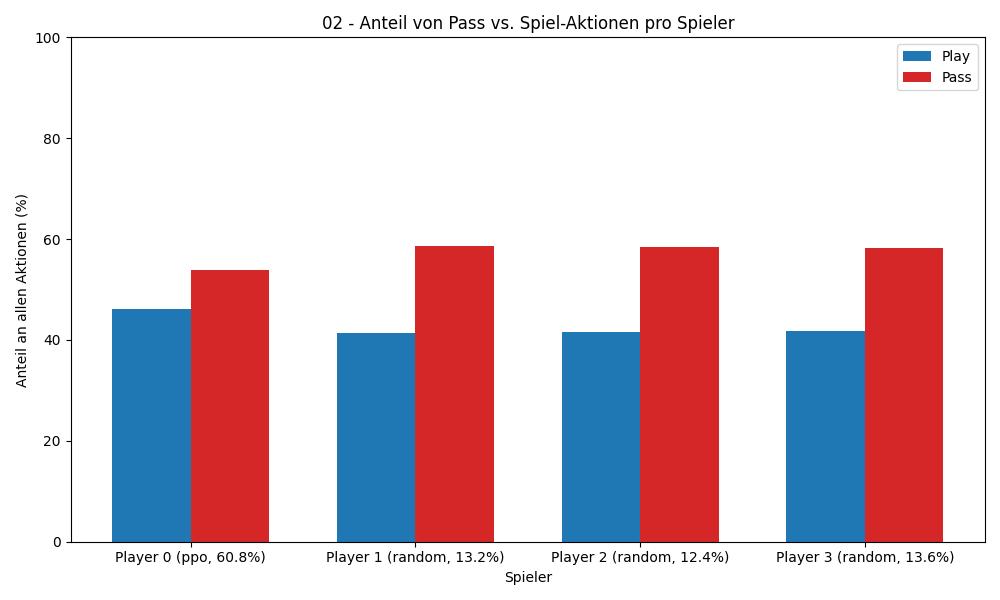 02 - Anteil von Pass vs. Spiel-Aktionen pro Spieler
Play
Pass
Anteil an allen Aktionen (%)
100
80
60
40
20
0
Player 0 (ppo, 60.8%)
Player 1 (random, 13.2%)
Player 2 (random, 12.4%)
Player 3 (random, 13.6%)
Spieler